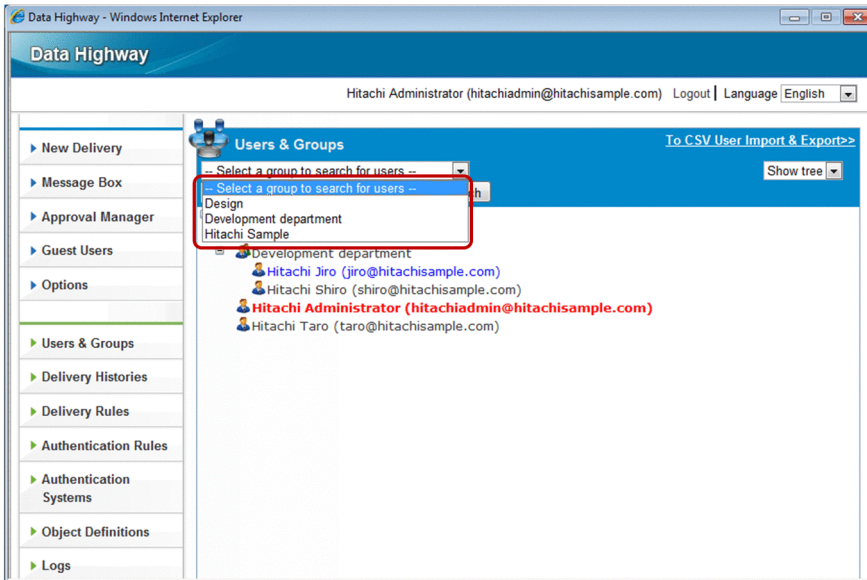 Data Highway - Windows Internet Explorer
Data Highway
Hitachi Administrator (hitachiadmin@hitachisample.com) Logout Language English
New Delivery
Message Box
Approval Manager
Guest Users
Options
Users & Groups
Delivery Histories
Delivery Rules
Authentication Rules
Authentication
Systems
Object Definitions
Logs
Users & Groups
To CSV User Import & Export>>
-- Select a group to search for users --
Show tree
-- Select a group to search for users --
Design
Development department
Hitachi Sample
Development department
Hitachi Jiro (jiro@hitachisample.com)
Hitachi Shiro (shiro@hitachisample.com)
Hitachi Administrator (hitachiadmin@hitachisample.com)
Hitachi Taro (taro@hitachisample.com)